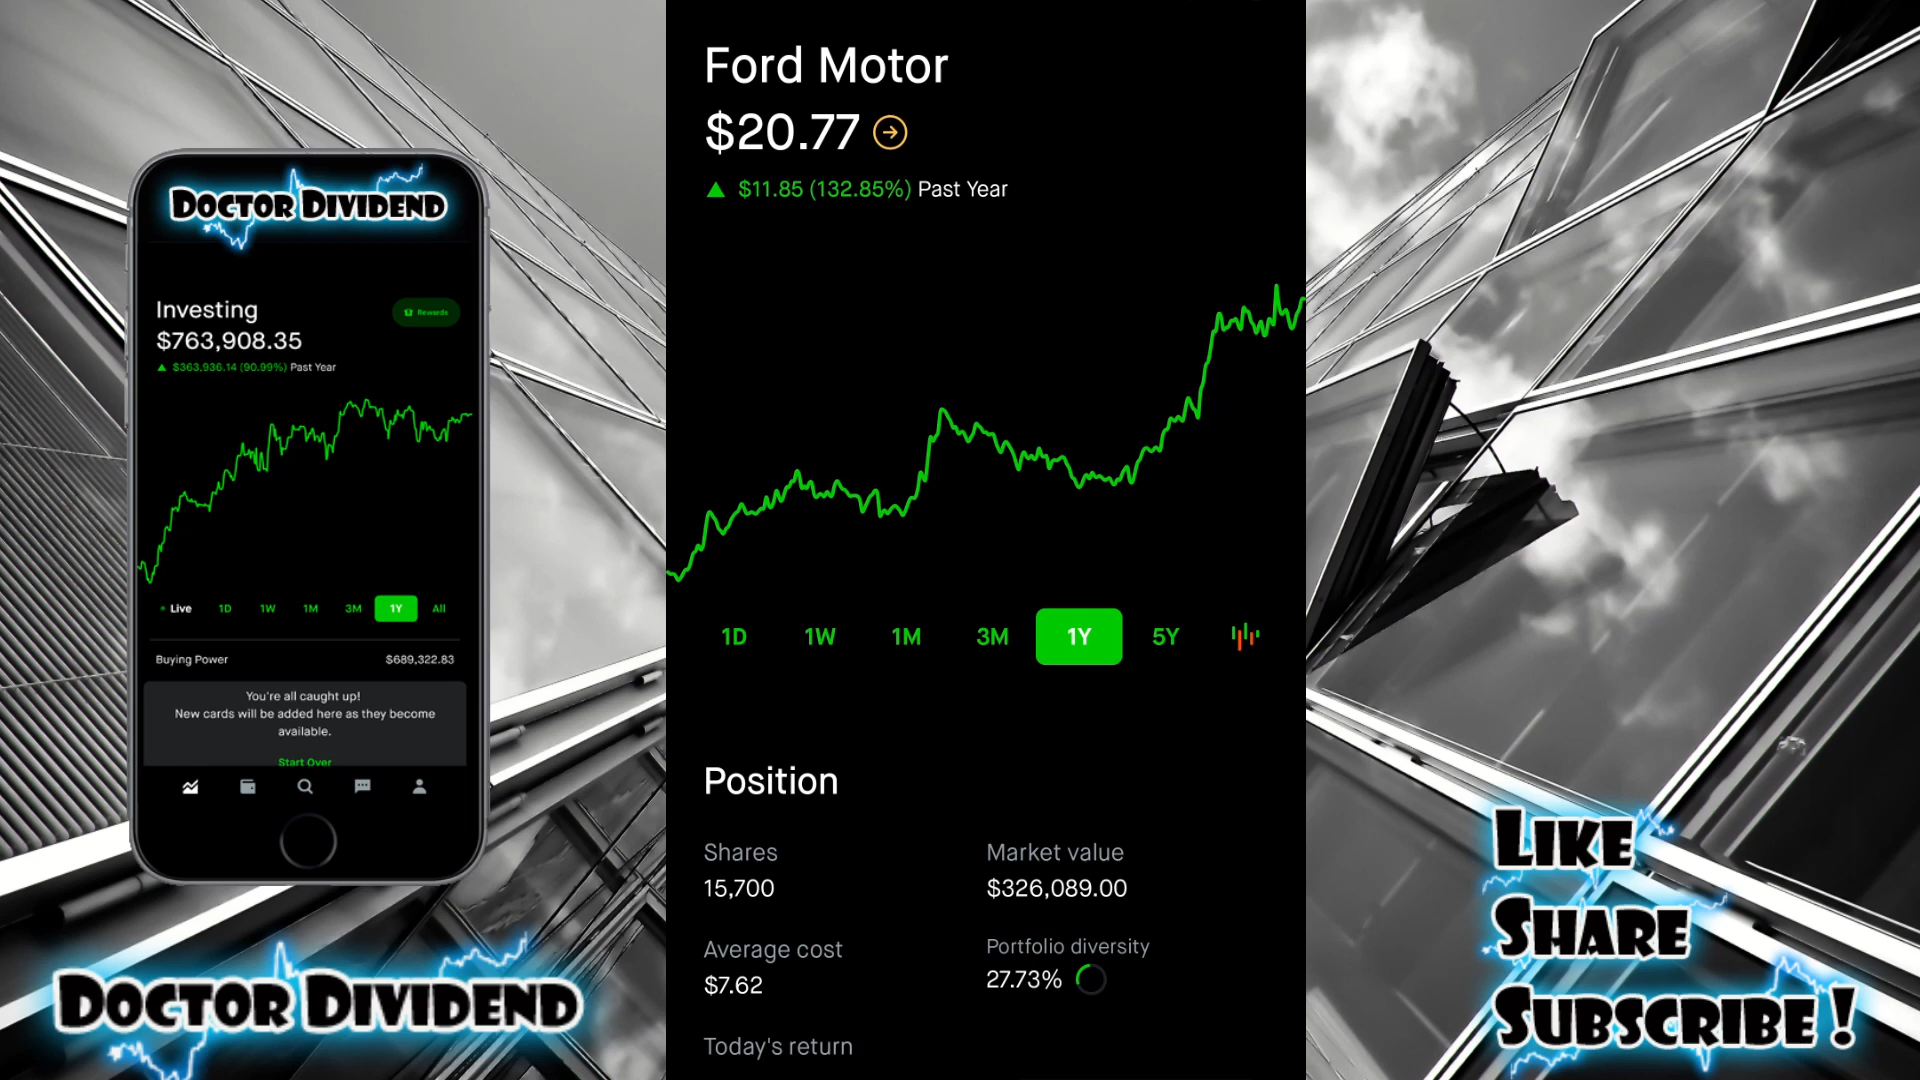 DOCTOR DIVIDEND
Investing
Rewards
$763,908.35
$363,936.14 (90.99%) Past Year
Live 1D 1W 1M 3M 1Y All
Buying Power $689,322.83
You're all caught up!
New cards will be added here as they become
available.
Start Over
DOCTOR DIVIDEND
Ford Motor
$20.77
$11.85 (132.85%) Past Year
1D 1W 1M 3M 1Y 5Y
Position
Shares
15,700
Market value
$326,089.00
Average cost
$7.62
Portfolio diversity
27.73%
Today's return
LIKE
SHARE
SUBSCRIBE !